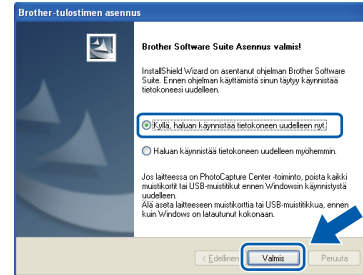 Brother-tulostimen asennus
Brother Software Suite Asennus valmis!
InstallShield Wizard on asentanut ohjelman Brother Software
Suite. Ennen ohjelman käyttämistä sinun täytyy käynnistää
tietokoneesi uudelleen.
Kyllä, haluan käynnistää tietokoneen uudelleen nyt.
Haluan käynnistää tietokoneen uudelleen myöhemmin.
Jos laitteessa on PhotoCapture Center -toiminto, poista kaikki
muistikortit tai USB-muistitikut ennen Windowsin käynnistystä
uudelleen.
Älä aseta laitteeseen muistikorttia tai USB-muistitikkua, ennen
kuin Windows on latautunut kokonaan.
< Edellinen Valmis Peruuta